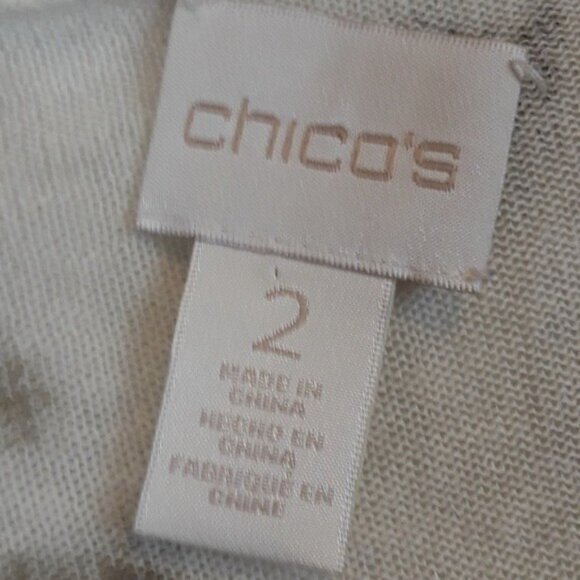 chico's
2
MADE IN
CHINA
HECHO EN
CHINA
FABRIQUÉ EN
CHINE